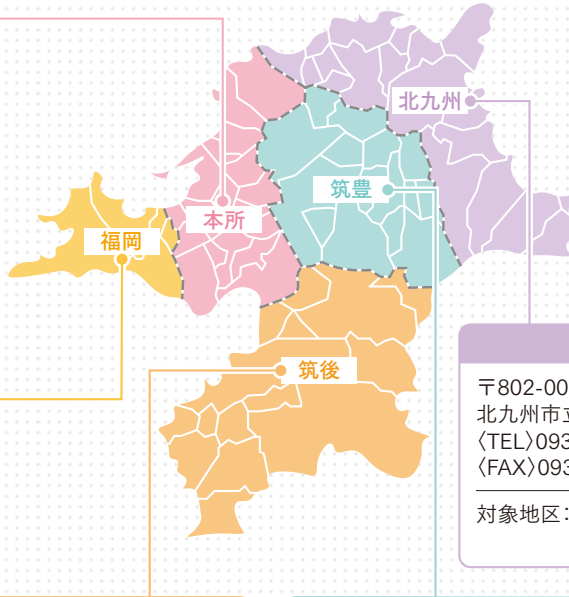 北九州
筑豊
本所
福岡
筑後
〒802-00
北九州市立
〈TEL〉093
〈FAX〉093
対象地区：